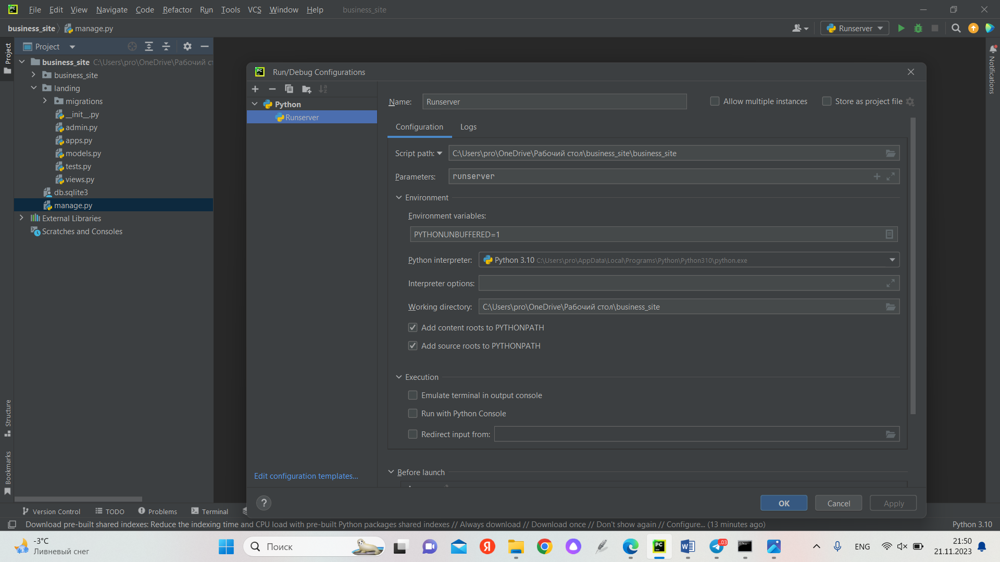 File Edit View Navigate Code Refactor Run Tools VCS Window Help business_site
business_site manage.py
Runserver
Project
Project
business_site C:\Users\pro\OneDrive\Рабочий ст
business_site
landing
migrations
__init__.py
admin.py
apps.py
models.py
tests.py
views.py
db.sqlite3
manage.py
External Libraries
Scratches and Consoles
Structure
Bookmarks
Notifications
Run/Debug Configurations
Python
Runserver
Edit configuration templates...
Name: Runserver
Allow multiple instances
Store as project file
Configuration Logs
Script path: C:\Users\pro\OneDrive\Рабочий стол\business_site\business_site
Parameters: runserver
Environment
Environment variables:
PYTHONUNBUFFERED=1
Python interpreter: Python 3.10 C:\Users\pro\AppData\Local\Programs\Python\Python310\python.exe
Interpreter options:
Working directory: C:\Users\pro\OneDrive\Рабочий стол\business_site
Add content roots to PYTHONPATH
Add source roots to PYTHONPATH
Execution
Emulate terminal in output console
Run with Python Console
Redirect input from:
Before launch
?
OK Cancel Apply
Version Control TODO Problems Terminal
Download pre-built shared indexes: Reduce the indexing time and CPU load with pre-built Python packages shared indexes // Always download // Download once // Don't show again // Configure... (13 minutes ago)
Python 3.10
-3°C
Ливневый снег
Поиск
ENG
21:50
21.11.2023